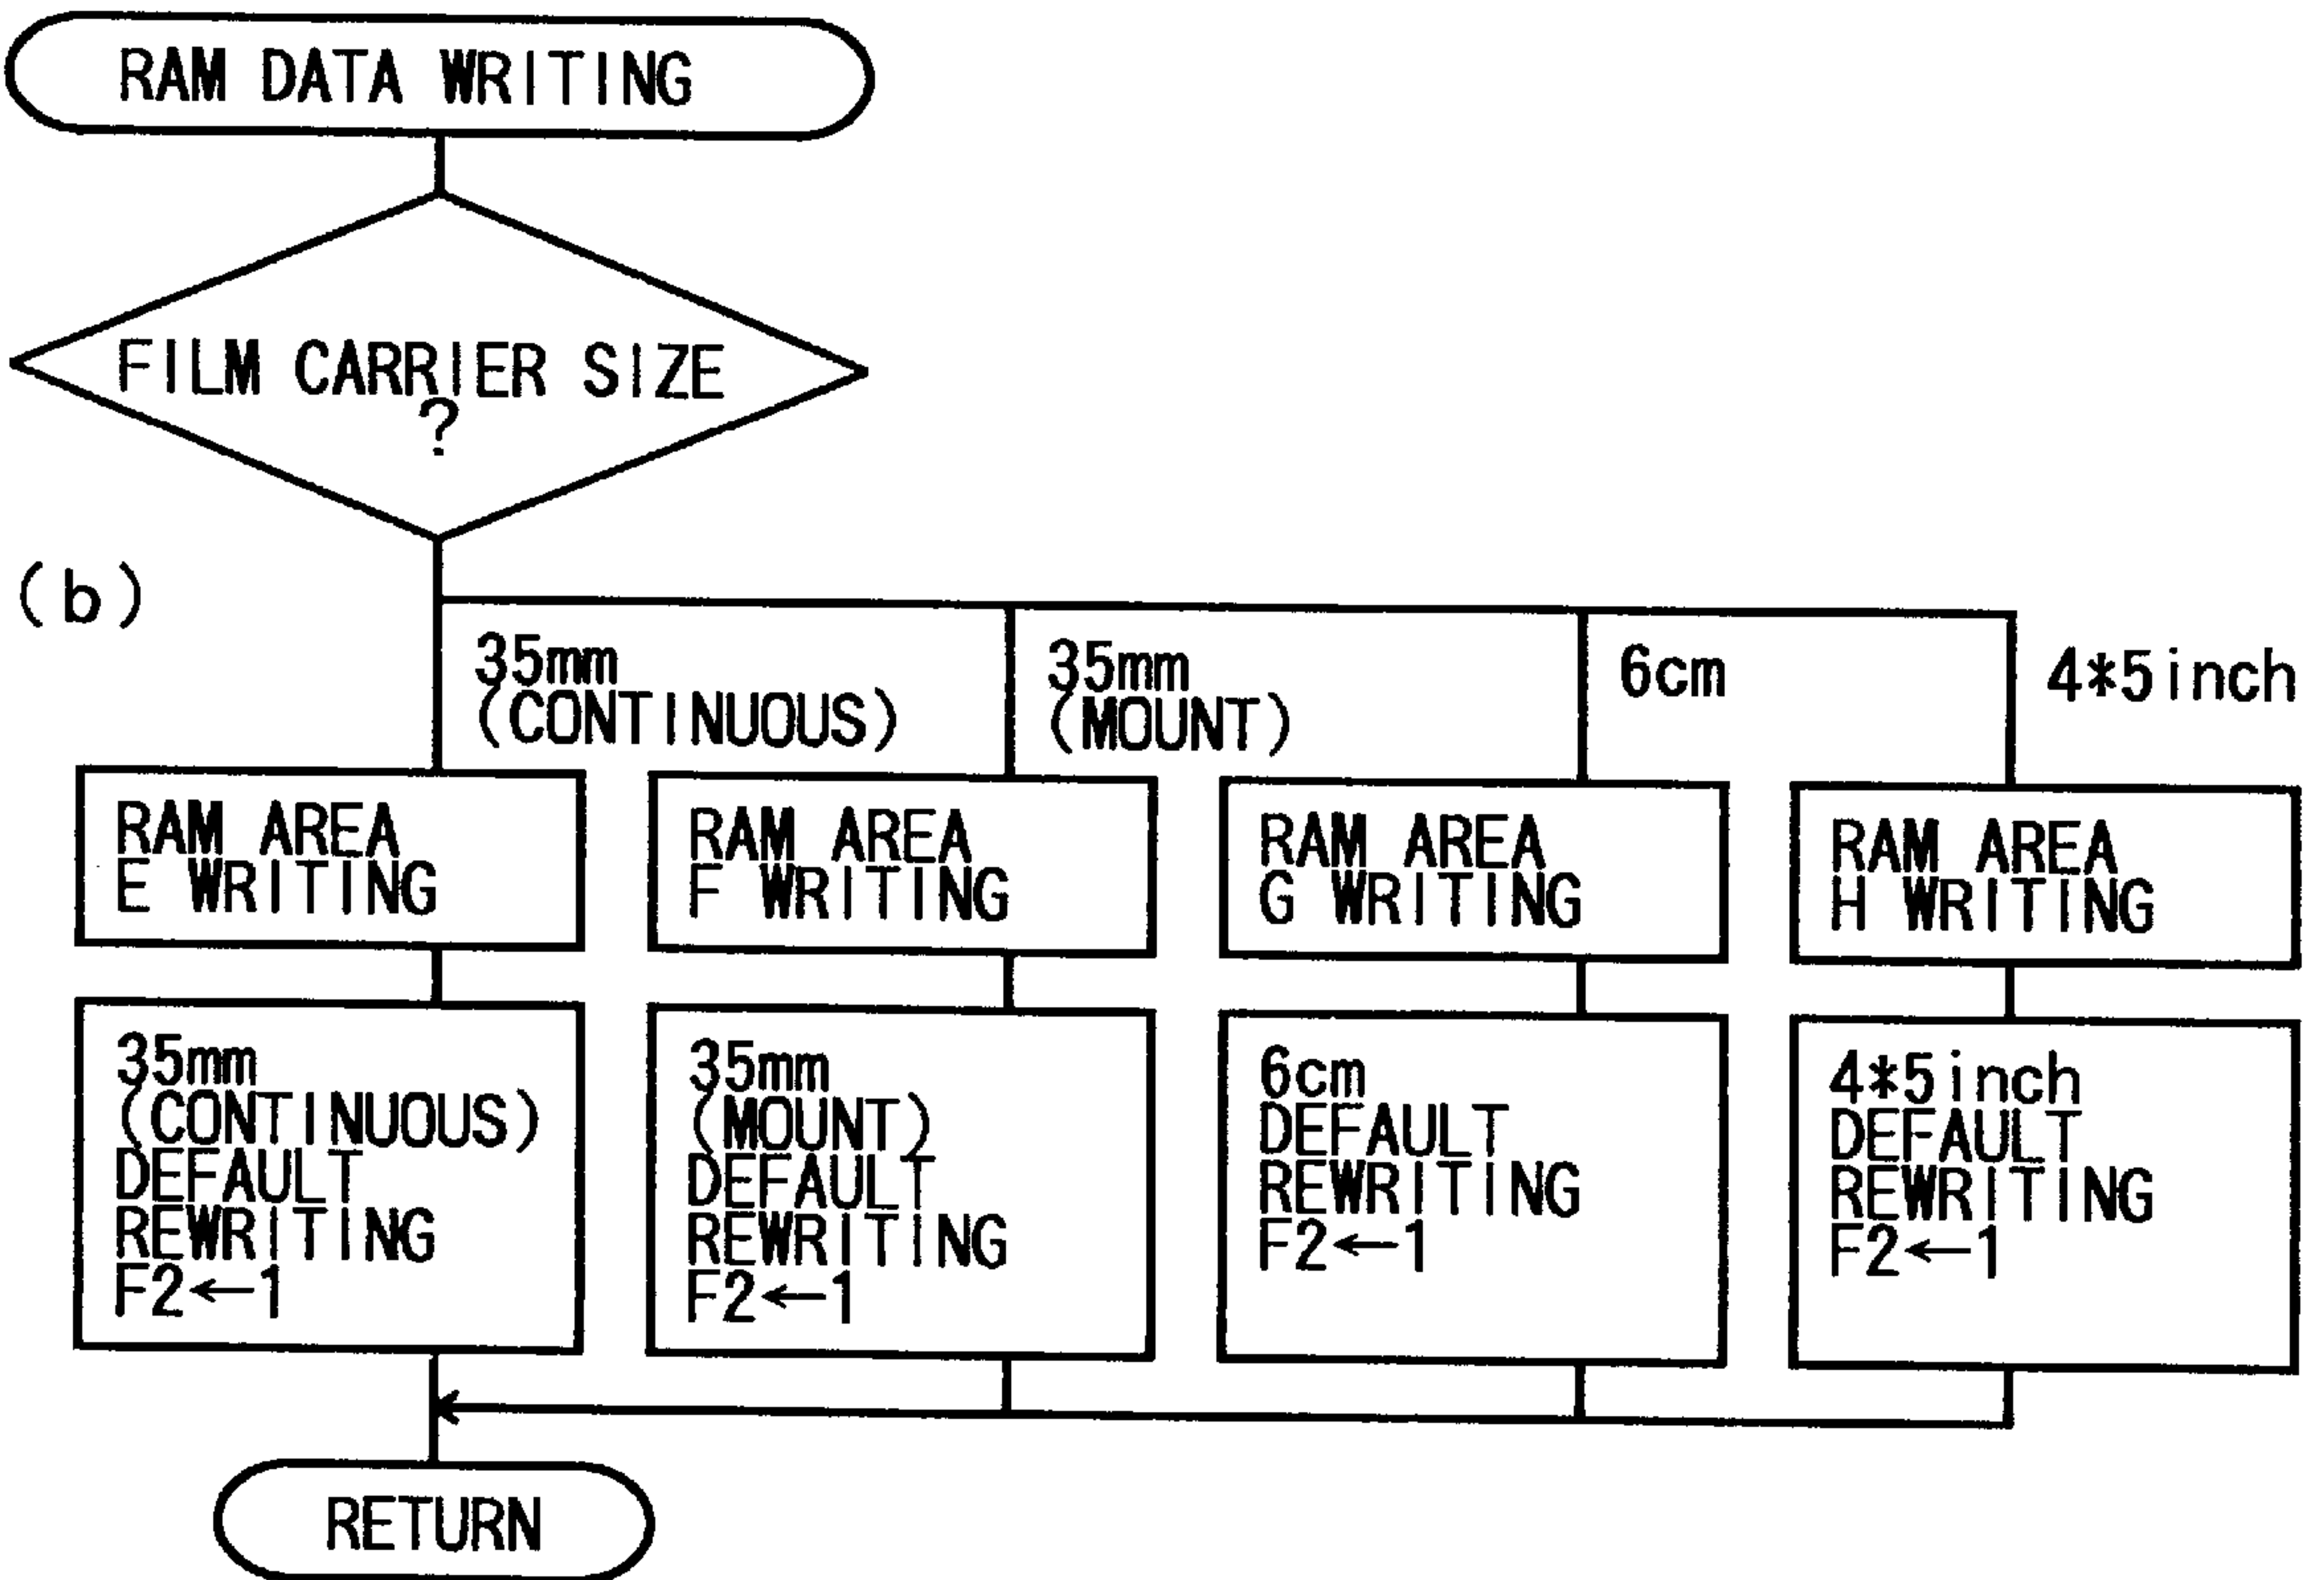 RAM DATA WRITING
FILM CARRIER SIZE
?
(b)
35mm
(CONTINUOUS)
35mm
(MOUNT)
6cm
4*5inch
RAM AREA
E WRITING
RAM AREA
F WRITING
RAM AREA
G WRITING
RAM AREA
H WRITING
35mm
(CONTINUOUS)
DEFAULT
REWRITING
F2←1
35mm
(MOUNT)
DEFAULT
REWRITING
F2←1
6cm
DEFAULT
REWRITING
F2←1
4*5inch
DEFAULT
REWRITING
F2←1
RETURN